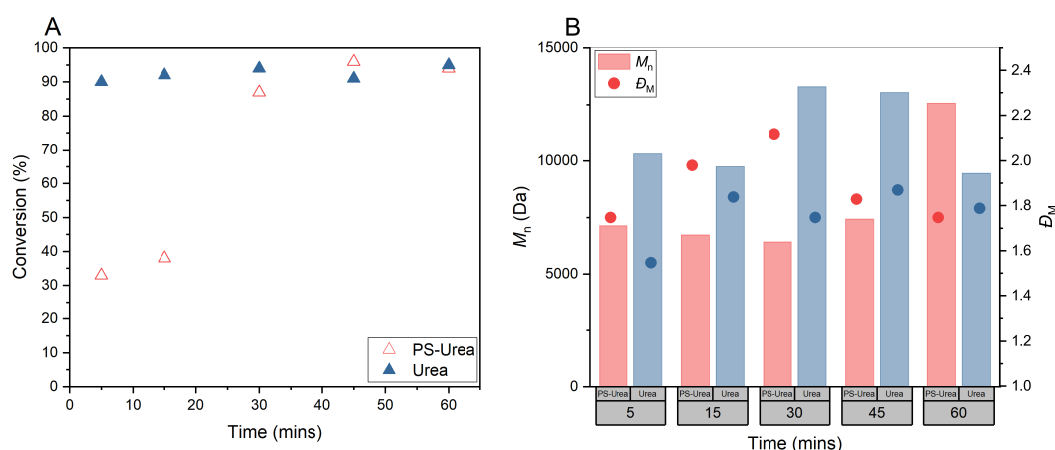 A
Conversion (%)
100
90
80
70
60
50
40
30
20
10
0
0 10 20 30 40 50 60
Time (mins)
PS-Urea
Urea
B
Mn (Da)
15000
10000
5000
0
Mn
ĐM
2.4
2.2
2.0
1.8
1.6
1.4
1.2
1.0
ĐM
PS-Urea Urea PS-Urea Urea PS-Urea Urea PS-Urea Urea PS-Urea Urea
5 15 30 45 60
Time (mins)